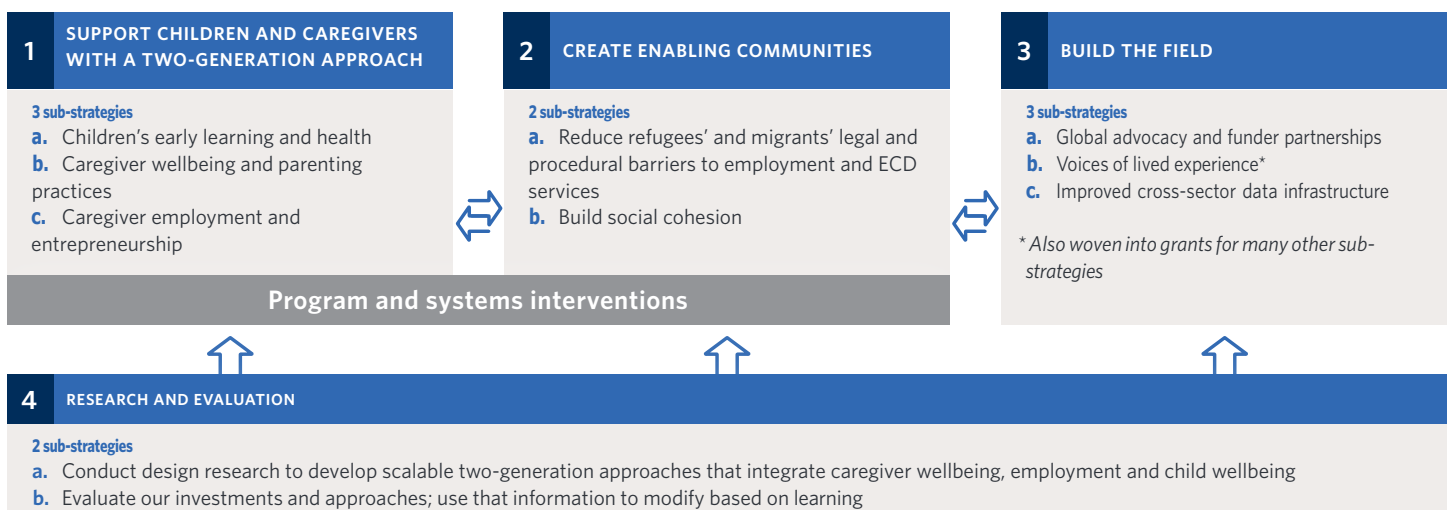 1
SUPPORT CHILDREN AND CAREGIVERS
WITH A TWO-GENERATION APPROACH
3 sub-strategies
a. Children’s early learning and health
b. Caregiver wellbeing and parenting
practices
c. Caregiver employment and
entrepreneurship
2
CREATE ENABLING COMMUNITIES
2 sub-strategies
a. Reduce refugees’ and migrants’ legal and
procedural barriers to employment and ECD
services
b. Build social cohesion
Program and systems interventions
3
BUILD THE FIELD
3 sub-strategies
a. Global advocacy and funder partnerships
b. Voices of lived experience*
c. Improved cross-sector data infrastructure
* Also woven into grants for many other sub-
strategies
4
RESEARCH AND EVALUATION
2 sub-strategies
a. Conduct design research to develop scalable two-generation approaches that integrate caregiver wellbeing, employment and child wellbeing
b. Evaluate our investments and approaches; use that information to modify based on learning